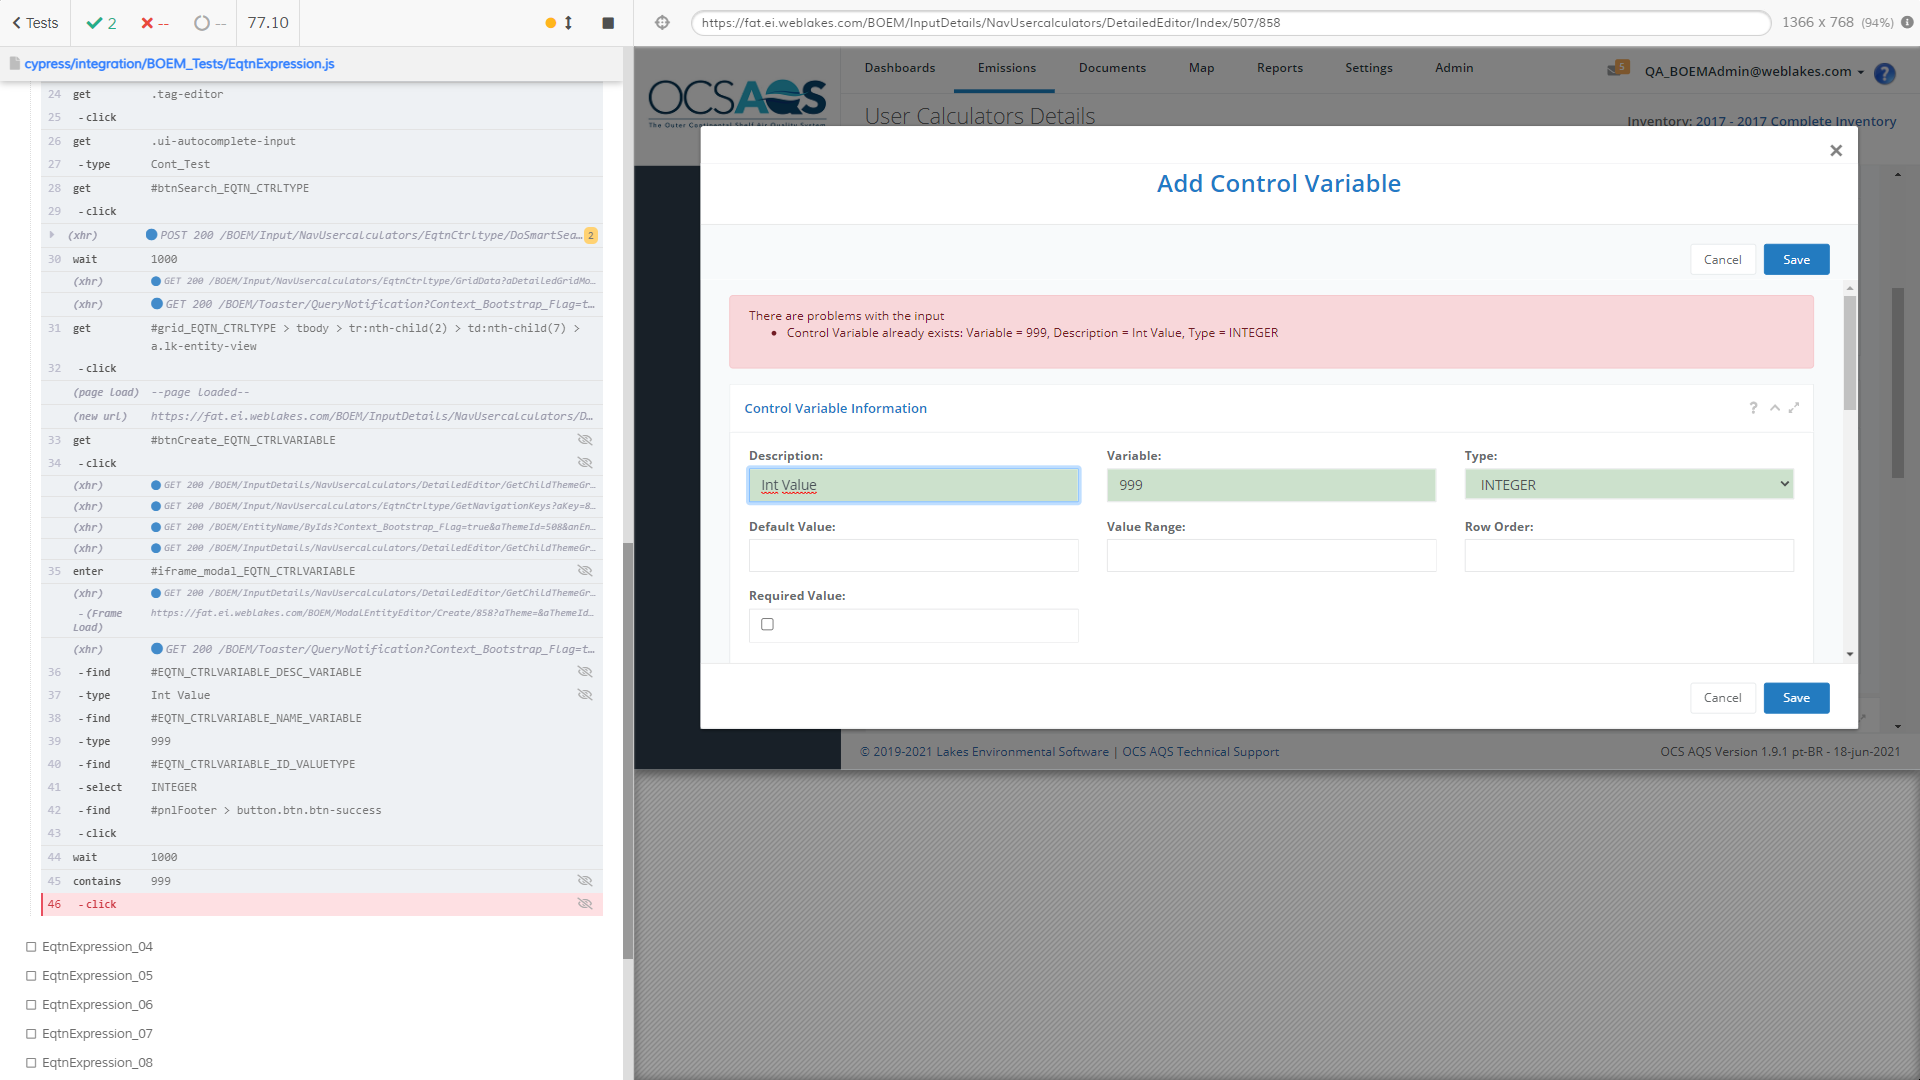 Tests
2
--
--
77.10
cypress/integration/BOEM_Tests/EqtnExpression.js
24 get .tag-editor
25 -click
26 get .ui-autocomplete-input
27 -type Cont_Test
28 get #btnSearch_EQTN_CTRLTYPE
29 -click
(xhr) POST 200 /BOEM/Input/NavUsercalculators/EqtnCtrltype/DoSmartSea... 2
30 wait 1000
(xhr) GET 200 /BOEM/Input/NavUsercalculators/EqtnCtrltype/GridData?aDetailedGridMo...
(xhr) GET 200 /BOEM/Toaster/QueryNotification?Context_Bootstrap_Flag=t...
31 get #grid_EQTN_CTRLTYPE > tbody > tr:nth-child(2) > td:nth-child(7) >
a.lk-entity-view
32 -click
(page load) --page loaded--
(new url) https://fat.ei.weblakes.com/BOEM/InputDetails/NavUsercalculators/D...
33 get #btnCreate_EQTN_CTRLVARIABLE
34 -click
(xhr) GET 200 /BOEM/InputDetails/NavUsercalculators/DetailedEditor/GetChildThemeGr...
(xhr) GET 200 /BOEM/Input/NavUsercalculators/EqtnCtrltype/GetNavigationKeys?aKey=8...
(xhr) GET 200 /BOEM/EntityName/ByIds?Context_Bootstrap_Flag=true&aThemeId=508&anEn...
(xhr) GET 200 /BOEM/InputDetails/NavUsercalculators/DetailedEditor/GetChildThemeGr...
35 enter #iframe_modal_EQTN_CTRLVARIABLE
(xhr) GET 200 /BOEM/InputDetails/NavUsercalculators/DetailedEditor/GetChildThemeGr...
-(Frame https://fat.ei.weblakes.com/BOEM/ModalEntityEditor/Create/858?aTheme=&aThemeId...
Load)
(xhr) GET 200 /BOEM/Toaster/QueryNotification?Context_Bootstrap_Flag=t...
36 -find #EQTN_CTRLVARIABLE_DESC_VARIABLE
37 -type Int Value
38 -find #EQTN_CTRLVARIABLE_NAME_VARIABLE
39 -type 999
40 -find #EQTN_CTRLVARIABLE_ID_VALUETYPE
41 -select INTEGER
42 -find #pnlFooter > button.btn.btn-success
43 -click
44 wait 1000
45 contains 999
46 -click
EqtnExpression_04
EqtnExpression_05
EqtnExpression_06
EqtnExpression_07
EqtnExpression_08
https://fat.ei.weblakes.com/BOEM/InputDetails/NavUsercalculators/DetailedEditor/Index/507/858
1366 x 768 (94%)
OCSAQS
The Outer Continental Shelf Air Quality System
Dashboards Emissions Documents Map Reports Settings Admin
5
QA_BOEMAdmin@weblakes.com
?
User Calculators Details
Inventory: 2017 - 2017 Complete Inventory
×
Add Control Variable
Cancel Save
There are problems with the input
• Control Variable already exists: Variable = 999, Description = Int Value, Type = INTEGER
Control Variable Information
?
Description: Variable: Type:
Int Value 999 INTEGER
Default Value: Value Range: Row Order:
Required Value:
Cancel Save
© 2019-2021 Lakes Environmental Software | OCS AQS Technical Support
OCS AQS Version 1.9.1 pt-BR - 18-jun-2021